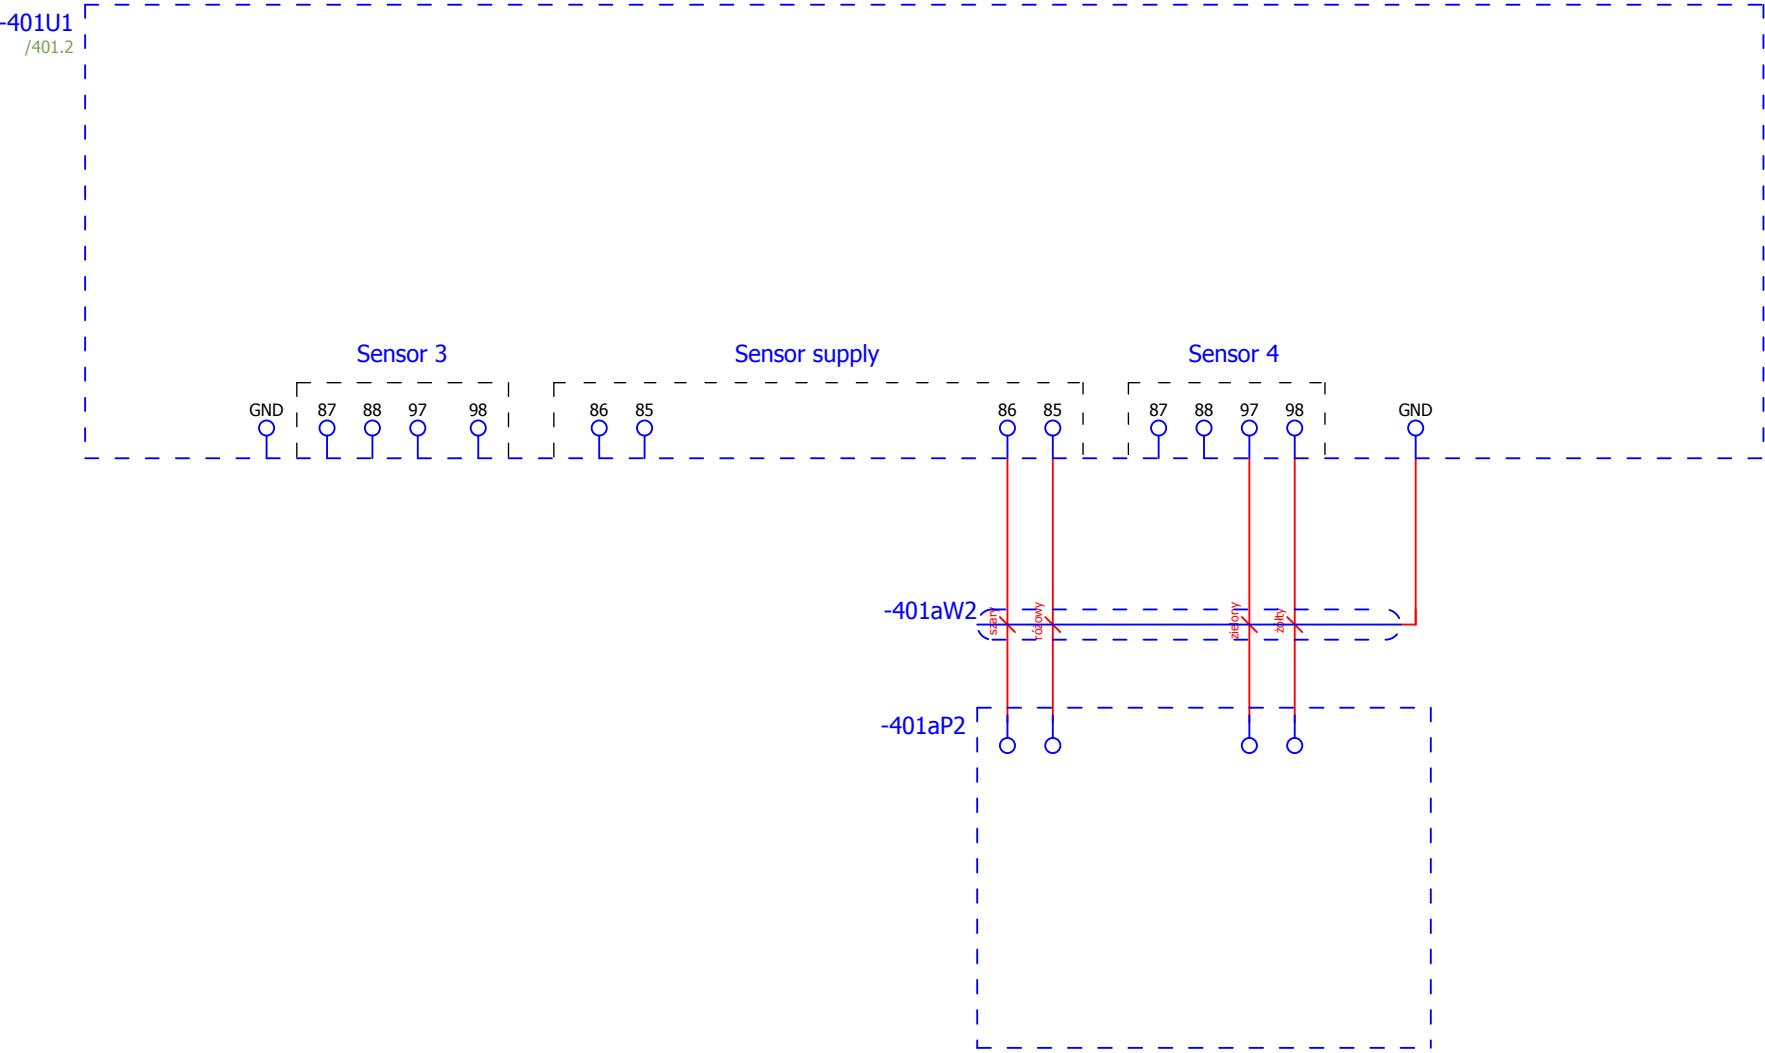 -401U1
/401.2
Sensor 3 Sensor supply Sensor 4
GND 87 88 97 98 86 85 86 85 87 88 97 98 GND
-401aW2
szary różowy zielony żółty
-401aP2